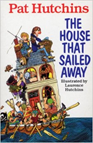 Pat Hutchins
THE HOUSE
THAT SAILED
AWAY
Illustrated by
Laurence
Hutchins